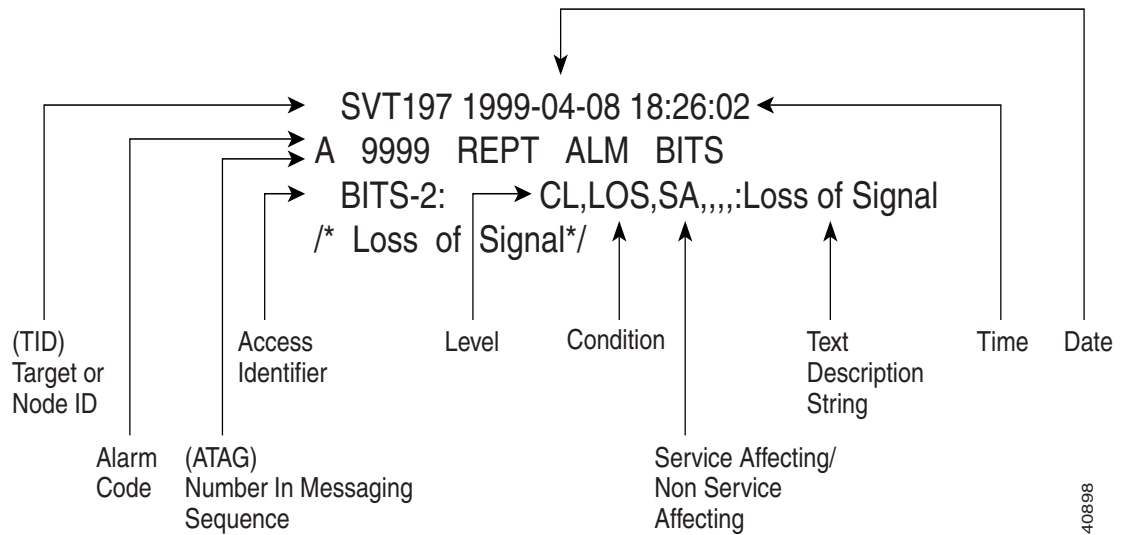 SVT197 1999-04-08 18:26:02
A 9999 REPT ALM BITS
BITS-2: CL,LOS,SA,,,,:Loss of Signal
/* Loss of Signal*/
(TID)
Target or
Node ID
Access
Identifier
Level
Condition
Text
Description
String
Time
Date
Alarm
Code
(ATAG)
Number In Messaging
Sequence
Service Affecting/
Non Service
Affecting
40898